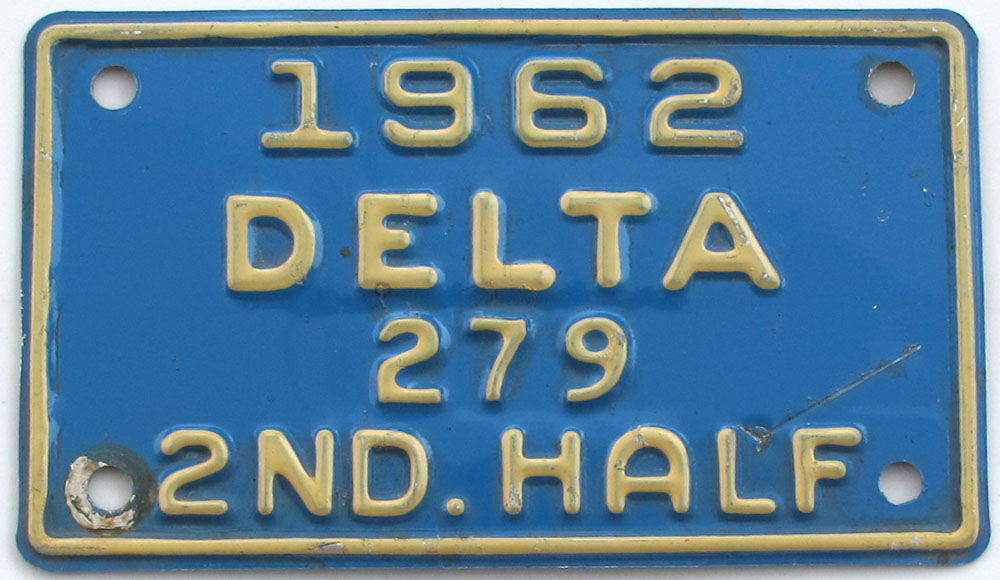 1962
DELTA
279
2ND. HALF